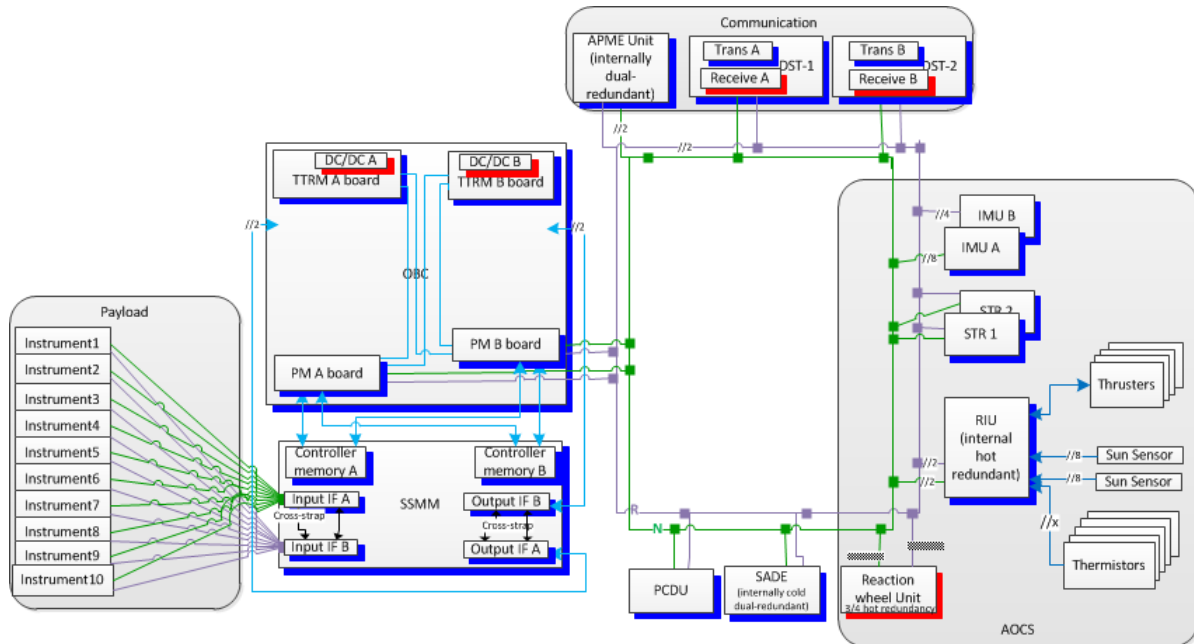 Communication
APME Unit
(internally
dual-
redundant)
Trans A
DST-1
Receive A
Trans B
DST-2
Receive B
//2
//2
DC/DC A
TTRM A board
DC/DC B
TTRM B board
//2
//2
OBC
PM B board
PM A board
Payload
Instrument1
Instrument2
Instrument3
Instrument4
Instrument5
Instrument6
Instrument7
Instrument8
Instrument9
Instrument10
Controller
memory A
Controller
memory B
SSMM
Input IF A
Cross-strap
Input IF B
Output IF B
Cross-strap
Output IF A
IMU B
//4
IMU A
//8
STR 2
STR 1
Thrusters
RIU
(internal
hot
redundant)
//2
//2
//8
Sun Sensor
//8
Sun Sensor
//x
Thermistors
R
N
PCDU
SADE
(internally cold
dual-redundant)
Reaction
wheel Unit
3/4 hot redundancy
AOCS